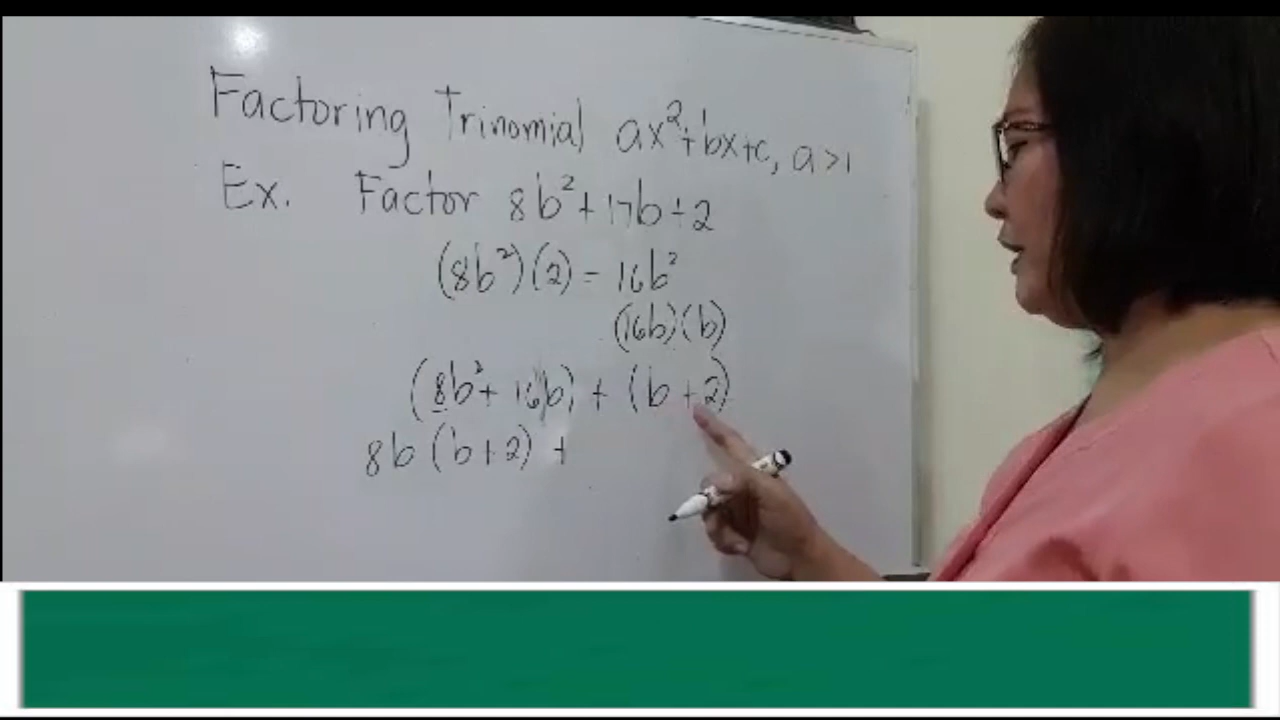 Factoring Trinomial ax²+bx+c, a>1
Ex. Factor 8b²+17b+2
(8b²)(2) = 16b²
(16b)(b)
(8b²+16b) + (b+2)
8b(b+2) +